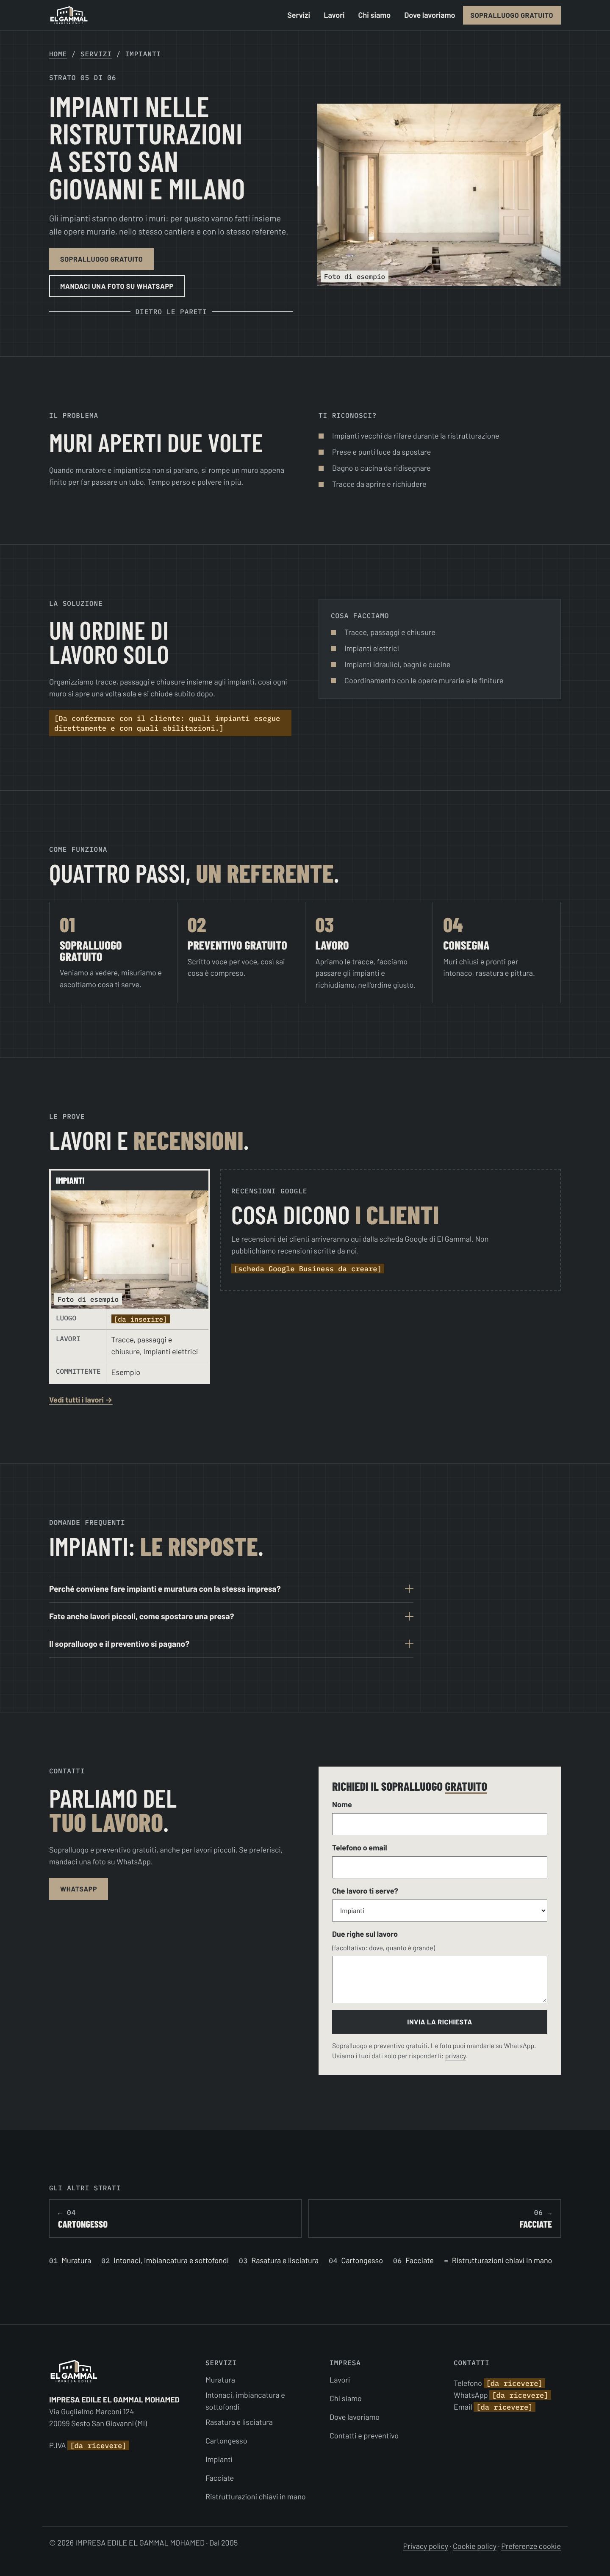 EL GAMMAL
IMPRESA EDILE
Servizi
Lavori
Chi siamo
Dove lavoriamo
SOPRALLUOGO GRATUITO
HOME / SERVIZI / IMPIANTI
STRATO 05 DI 06
IMPIANTI NELLE
RISTRUTTURAZIONI
A SESTO SAN
GIOVANNI E MILANO
Gli impianti stanno dentro i muri: per questo vanno fatti insieme
alle opere murarie, nello stesso cantiere e con lo stesso referente.
SOPRALLUOGO GRATUITO
MANDACI UNA FOTO SU WHATSAPP
DIETRO LE PARETI
Foto di esempio
IL PROBLEMA
MURI APERTI DUE VOLTE
Quando muratore e impiantista non si parlano, si rompe un muro appena
finito per far passare un tubo. Tempo perso e polvere in più.
TI RICONOSCI?
Impianti vecchi da rifare durante la ristrutturazione
Prese e punti luce da spostare
Bagno o cucina da ridisegnare
Tracce da aprire e richiudere
LA SOLUZIONE
UN ORDINE DI
LAVORO SOLO
Organizziamo tracce, passaggi e chiusure insieme agli impianti, così ogni
muro si apre una volta sola e si chiude subito dopo.
[Da confermare con il cliente: quali impianti esegue
direttamente e con quali abilitazioni.]
COSA FACCIAMO
Tracce, passaggi e chiusure
Impianti elettrici
Impianti idraulici, bagni e cucine
Coordinamento con le opere murarie e le finiture
COME FUNZIONA
QUATTRO PASSI, UN REFERENTE.
01
SOPRALLUOGO
GRATUITO
Veniamo a vedere, misuriamo e
ascoltiamo cosa ti serve.
02
PREVENTIVO GRATUITO
Scritto voce per voce, così sai
cosa è compreso.
03
LAVORO
Apriamo le tracce, facciamo
passare gli impianti e
richiudiamo, nell'ordine giusto.
04
CONSEGNA
Muri chiusi e pronti per
intonaco, rasatura e pittura.
LE PROVE
LAVORI E RECENSIONI.
IMPIANTI
Foto di esempio
LUOGO
[da inserire]
LAVORI
Tracce, passaggi e
chiusure, Impianti elettrici
COMMITTENTE
Esempio
RECENSIONI GOOGLE
COSA DICONO I CLIENTI
Le recensioni dei clienti arriveranno qui dalla scheda Google di El Gammal. Non
pubblichiamo recensioni scritte da noi.
[scheda Google Business da creare]
Vedi tutti i lavori →
DOMANDE FREQUENTI
IMPIANTI: LE RISPOSTE.
Perché conviene fare impianti e muratura con la stessa impresa?
Fate anche lavori piccoli, come spostare una presa?
Il sopralluogo e il preventivo si pagano?
CONTATTI
PARLIAMO DEL
TUO LAVORO.
Sopralluogo e preventivo gratuiti, anche per lavori piccoli. Se preferisci,
mandaci una foto su WhatsApp.
WHATSAPP
RICHIEDI IL SOPRALLUOGO GRATUITO
Nome
Telefono o email
Che lavoro ti serve?
Impianti
Due righe sul lavoro
(facoltativo: dove, quanto è grande)
INVIA LA RICHIESTA
Sopralluogo e preventivo gratuiti. Le foto puoi mandarle su WhatsApp.
Usiamo i tuoi dati solo per risponderti: privacy.
GLI ALTRI STRATI
← 04
CARTONGESSO
06 →
FACCIATE
01 Muratura
02 Intonaci, imbiancatura e sottofondi
03 Rasatura e lisciatura
04 Cartongesso
06 Facciate
= Ristrutturazioni chiavi in mano
EL GAMMAL
IMPRESA EDILE
IMPRESA EDILE EL GAMMAL MOHAMED
Via Guglielmo Marconi 124
20099 Sesto San Giovanni (MI)
P.IVA [da ricevere]
SERVIZI
Muratura
Intonaci, imbiancatura e
sottofondi
Rasatura e lisciatura
Cartongesso
Impianti
Facciate
Ristrutturazioni chiavi in mano
IMPRESA
Lavori
Chi siamo
Dove lavoriamo
Contatti e preventivo
CONTATTI
Telefono [da ricevere]
WhatsApp [da ricevere]
Email [da ricevere]
© 2026 IMPRESA EDILE EL GAMMAL MOHAMED · Dal 2005
Privacy policy · Cookie policy · Preferenze cookie